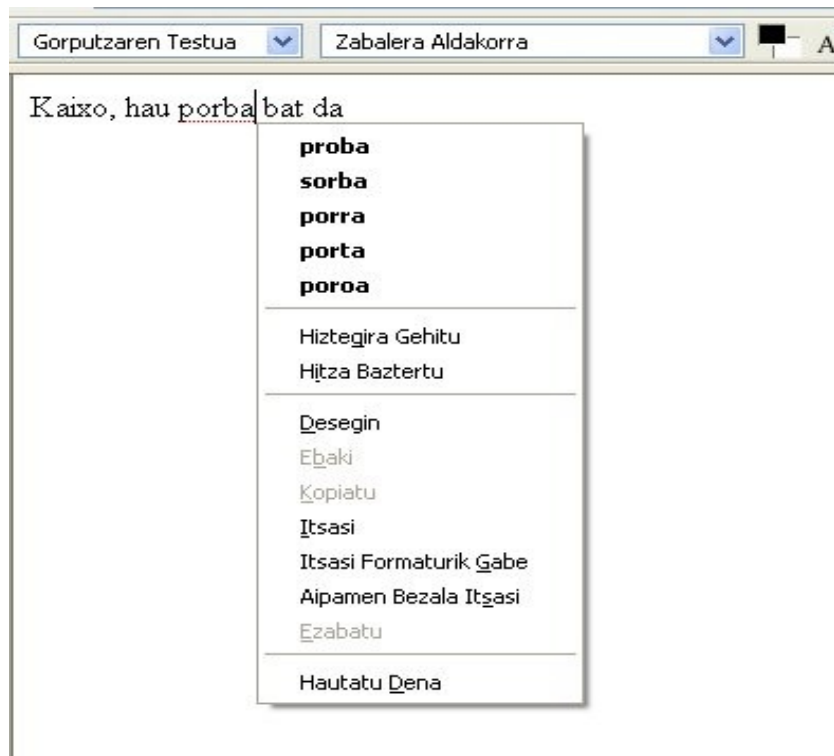 Gorputzaren Testua Zabalera Aldakorra A
Kaixo, hau porba bat da
proba
sorba
porra
porta
poroa
Hiztegira Gehitu
Hitza Baztertu
Desegin
Ebaki
Kopiatu
Itsasi
Itsasi Formaturik Gabe
Aipamen Bezala Itsasi
Ezabatu
Hautatu Dena